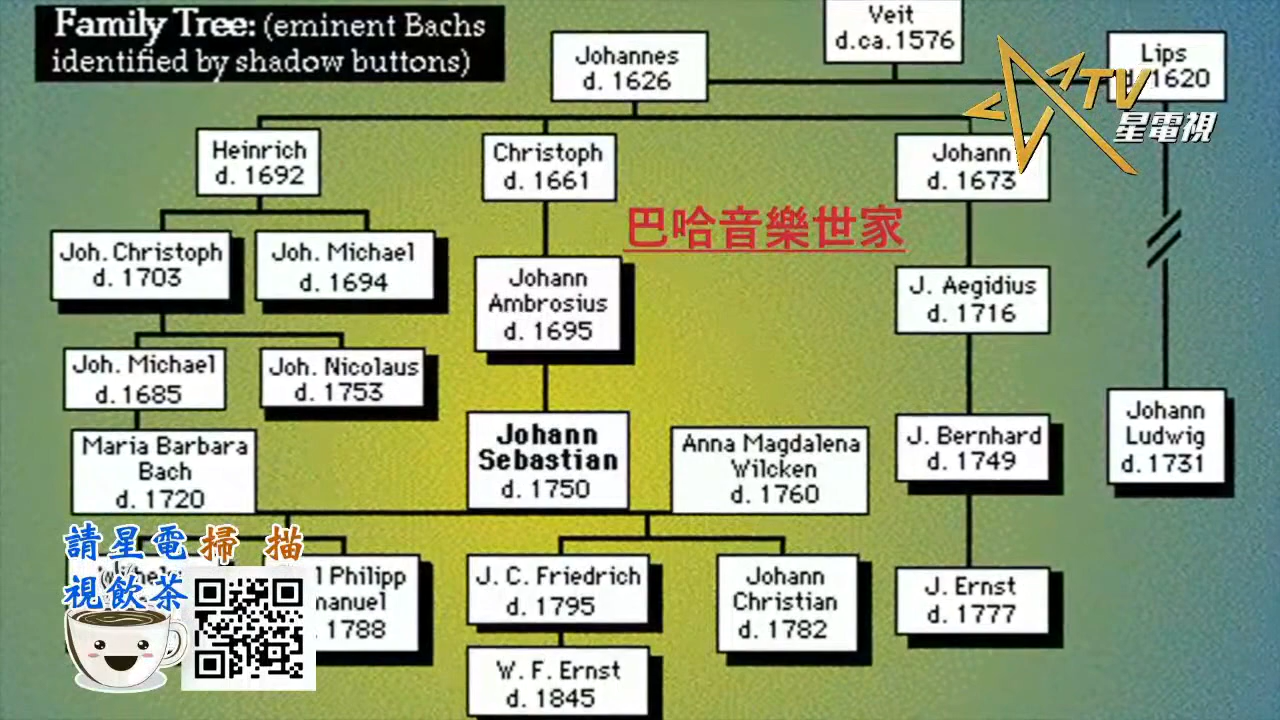 Family Tree: (eminent Bachs
identified by shadow buttons)
Veit
d.ca.1576
Johannes
d. 1626
Lips
1620
TV
星電視
Heinrich
d. 1692
Christoph
d. 1661
Johann
d. 1673
巴哈音樂世家
Joh. Christoph
d. 1703
Joh. Michael
d. 1694
Johann
Ambrosius
d. 1695
J. Aegidius
d. 1716
Joh. Michael
d. 1685
Joh. Nicolaus
d. 1753
Johann
Sebastian
d. 1750
Maria Barbara
Bach
d. 1720
Anna Magdalena
Wilcken
d. 1760
J. Bernhard
d. 1749
Johann
Ludwig
d. 1731
請星電掃 描
視飲茶
Philipp
1788
J. C. Friedrich
d. 1795
Johann
Christian
d. 1782
J. Ernst
d. 1777
W. F. Ernst
d. 1845